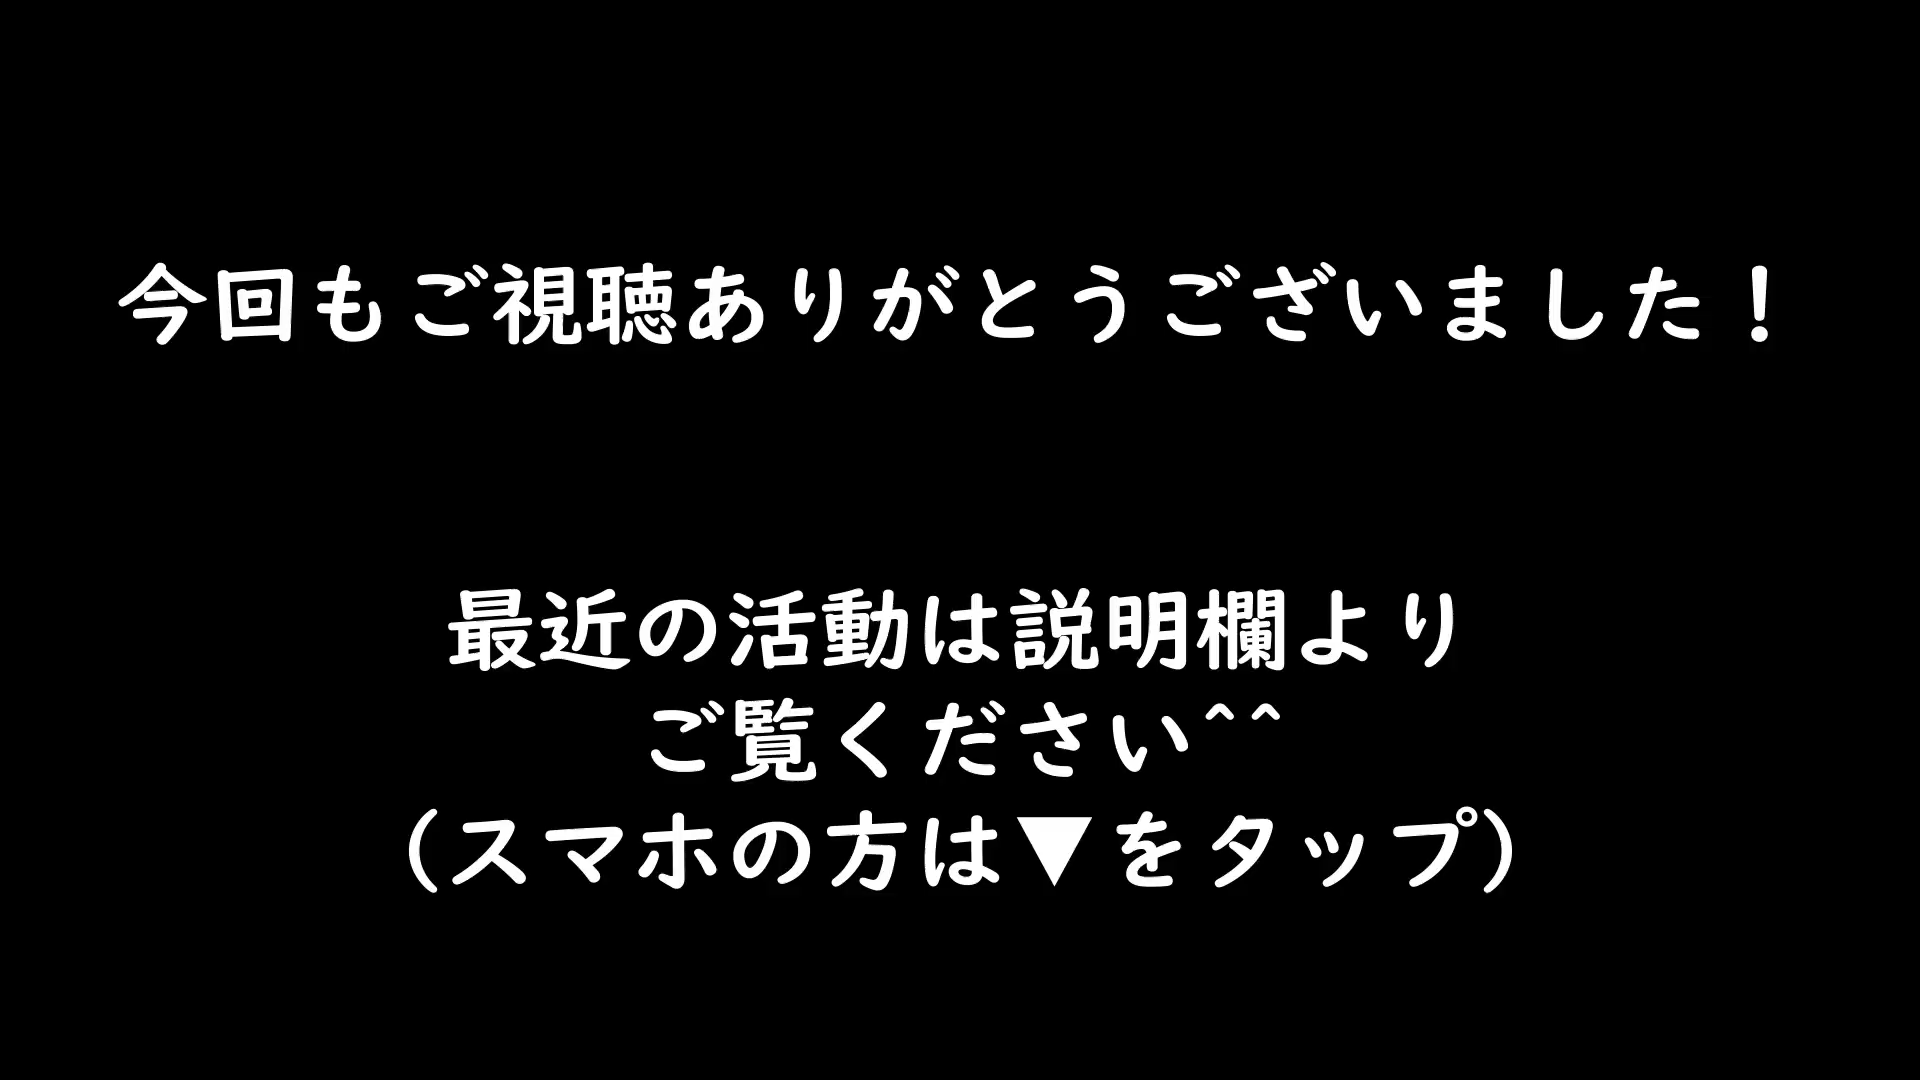 今回もご視聴ありがとうございました！
最近の活動は説明欄より
ご覧ください^^
（スマホの方は▼をタップ）